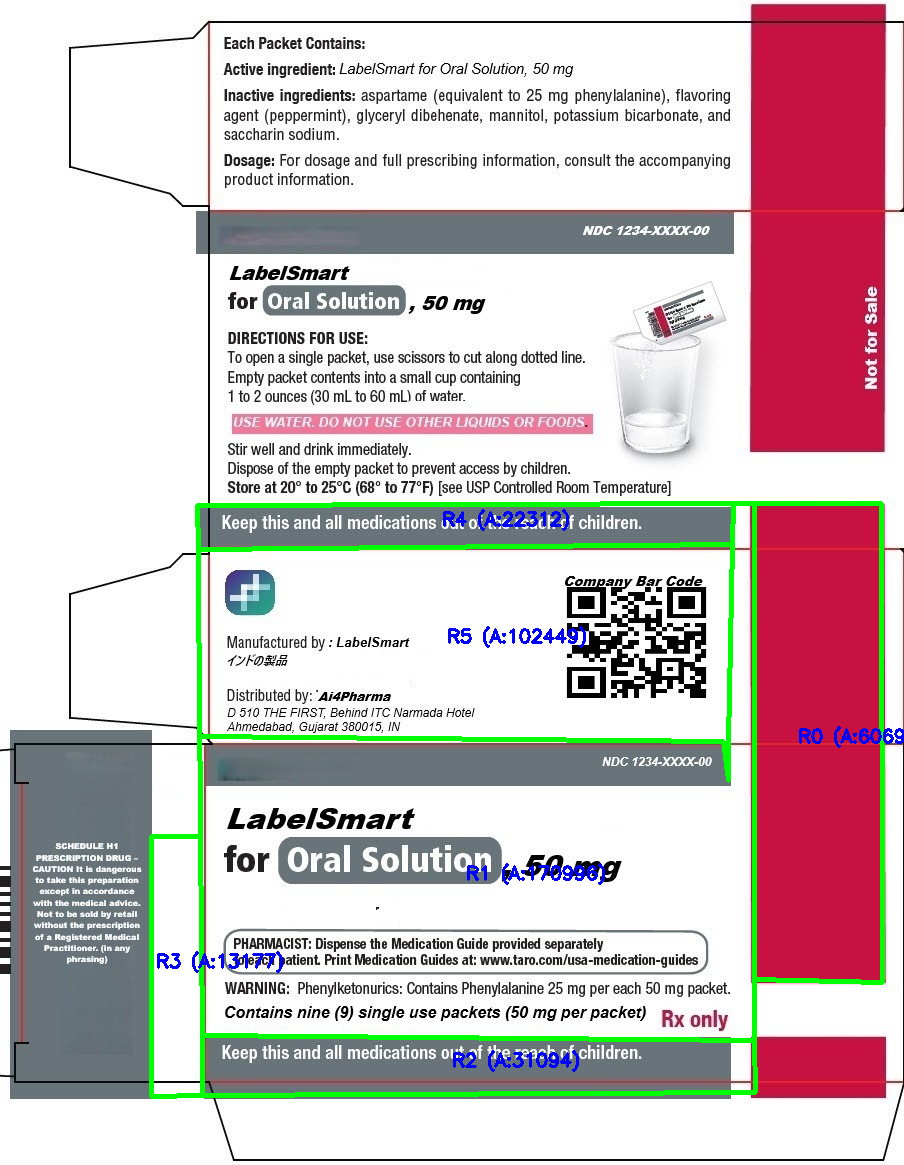 Each Packet Contains:
Active ingredient: LabelSmart for Oral Solution, 50 mg
Inactive ingredients: aspartame (equivalent to 25 mg phenylalanine), flavoring
agent (peppermint), glyceryl dibehenate, mannitol, potassium bicarbonate, and
saccharin sodium.
Dosage: For dosage and full prescribing information, consult the accompanying
product information.
NDC 1234-XXXX-00
LabelSmart
for Oral Solution , 50 mg
DIRECTIONS FOR USE:
To open a single packet, use scissors to cut along dotted line.
Empty packet contents into a small cup containing
1 to 2 ounces (30 mL to 60 mL) of water.
USE WATER. DO NOT USE OTHER LIQUIDS OR FOODS.
Stir well and drink immediately.
Dispose of the empty packet to prevent access by children.
Store at 20° to 25°C (68° to 77°F) [see USP Controlled Room Temperature]
Not for Sale
Keep this and all medications out of children.
R4 (A:22312)
Company Bar Code
Manufactured by : LabelSmart
インドの製品
R5 (A:102449)
Distributed by: Ai4Pharma
D 510 THE FIRST, Behind ITC Narmada Hotel
Ahmedabad, Gujarat 380015, IN
R0 (A:6069
NDC 1234-XXXX-00
LabelSmart
for Oral Solution , 50 mg
R1 (A:170996)
SCHEDULE H1
PRESCRIPTION DRUG –
CAUTION It is dangerous
to take this preparation
except in accordance
with the medical advice.
Not to be sold by retail
without the prescription
of a Registered Medical
Practitioner. (in any
phrasing)
PHARMACIST: Dispense the Medication Guide provided separately
to each patient. Print Medication Guides at: www.taro.com/usa-medication-guides
R3 (A:13177)
WARNING: Phenylketonurics: Contains Phenylalanine 25 mg per each 50 mg packet.
Contains nine (9) single use packets (50 mg per packet)
Rx only
Keep this and all medications out of the reach of children.
R2 (A:31094)